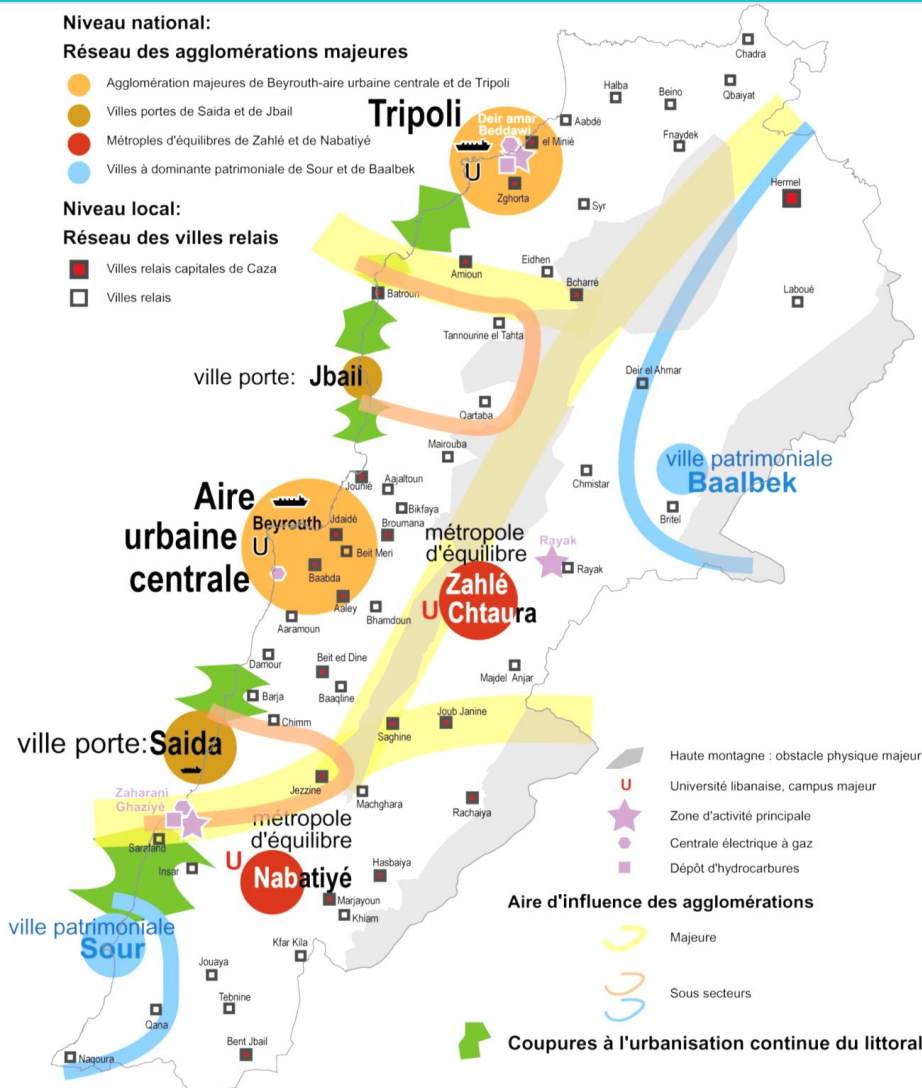 Niveau national:
Réseau des agglomérations majeures
Agglomération majeures de Beyrouth-aire urbaine centrale et de Tripoli
Villes portes de Saida et de Jbail
Métroples d'équilibres de Zahlé et de Nabatiyé
Villes à dominante patrimoniale de Sour et de Baalbek
Niveau local:
Réseau des villes relais
Villes relais capitales de Caza
Villes relais
Chadra
Qbaiyat
Halba
Beino
Aabdé
Fnaydek
Tripoli
Deir amar
Beddawi
el Minié
U
Zghorta
Syr
Hermel
Amioun
Eidhen
Bcharré
Batroun
Laboué
Tannourine el Tahta
ville porte: Jbail
Deir el Ahmar
Qartaba
Mairouba
ville patrimoniale
Baalbek
Chmistar
Britel
Jounié
Aajaltoun
Bikfaya
Broumana
Aire
urbaine
centrale
Beyrouth
Jdaidé
U
Beit Meri
Baabda
Aaley
Bhamdoun
Aaramoun
métropole
d'équilibre
Zahlé
U Chtaura
Rayak
Rayak
Damour
Beit ed Dine
Baaqline
Barja
Chimm
Majdel Anjar
Joub Janine
Saghine
ville porte: Saida
Jezzine
Machghara
Rachaiya
Zaharani
Ghaziyé
Sarafand
Insar
métropole
d'équilibre
U
Nabatiyé
Hasbaiya
Marjayoun
Khiam
ville patrimoniale
Sour
Kfar Kila
Jouaya
Tebnine
Qana
Bent Jbail
Naqoura
Haute montagne : obstacle physique majeur
U
Université libanaise, campus majeur
Zone d'activité principale
Centrale électrique à gaz
Dépôt d'hydrocarbures
Aire d'influence des agglomérations
Majeure
Sous secteurs
Coupures à l'urbanisation continue du littoral